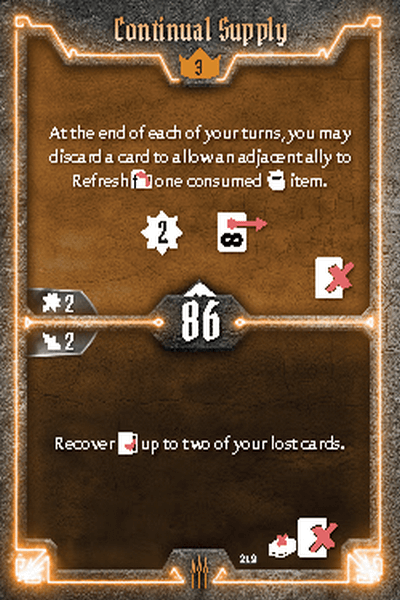 Continual Supply
3
At the end of each of your turns, you may
discard a card to allow an adjacent ally to
Refresh one consumed item.
2
8
2
86
2
Recover up to two of your lost cards.